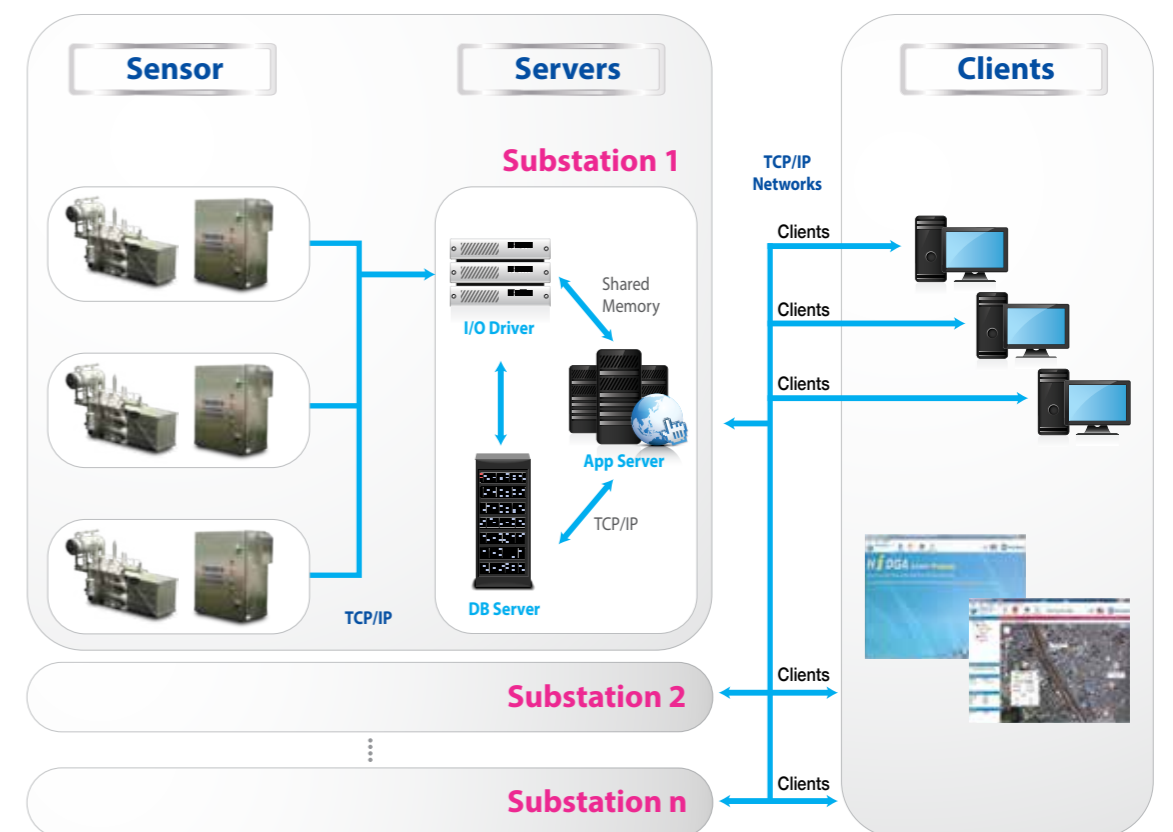 Sensor
Servers
Clients
Substation 1
TCP/IP
Networks
Clients
Shared
Memory
Clients
I/O Driver
Clients
App Server
TCP/IP
DB Server
TCP/IP
H DGA
Clients
Substation 2
Clients
Substation n